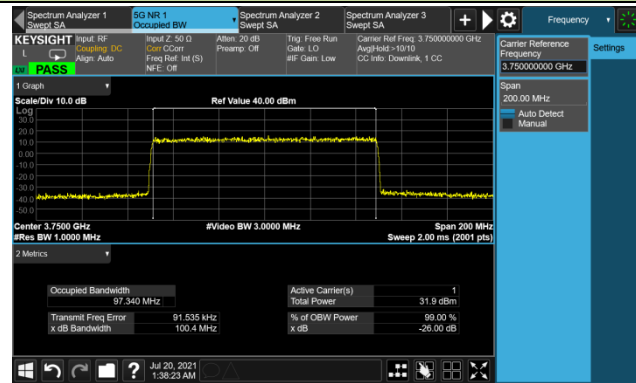 Spectrum Analyzer 1
Swept SA
5G NR 1
Occupied BW
Spectrum Analyzer 2
Swept SA
Spectrum Analyzer 3
Swept SA
Frequency
KEYSIGHT
L
PASS
Input: RF
Coupling: DC
Align: Auto
Input Z: 50 Ω
Corr CCorr
Freq Ref: Int (S)
NFE: Off
Atten: 20 dB
Preamp: Off
Trig: Free Run
Gate: LO
#IF Gain: Low
Carrier Ref Freq: 3.750000000 GHz
Avg|Hold:>10/10
CC Info: Downlink, 1 CC
Carrier Reference
Frequency
3.750000000 GHz
Settings
Span
200.00 MHz
Auto Detect
Manual
1 Graph
Scale/Div 10.0 dB
Ref Value 40.00 dBm
Log
30.0
20.0
10.0
0.00
-10.0
-20.0
-30.0
-40.0
-50.0
Center 3.7500 GHz
#Video BW 3.0000 MHz
Span 200 MHz
#Res BW 1.0000 MHz
Sweep 2.00 ms (2001 pts)
2 Metrics
Occupied Bandwidth
97.340 MHz
Active Carrier(s) 1
Total Power 31.9 dBm
Transmit Freq Error 91.535 kHz
x dB Bandwidth 100.4 MHz
% of OBW Power 99.00 %
x dB -26.00 dB
?
Jul 20, 2021
1:38:23 AM